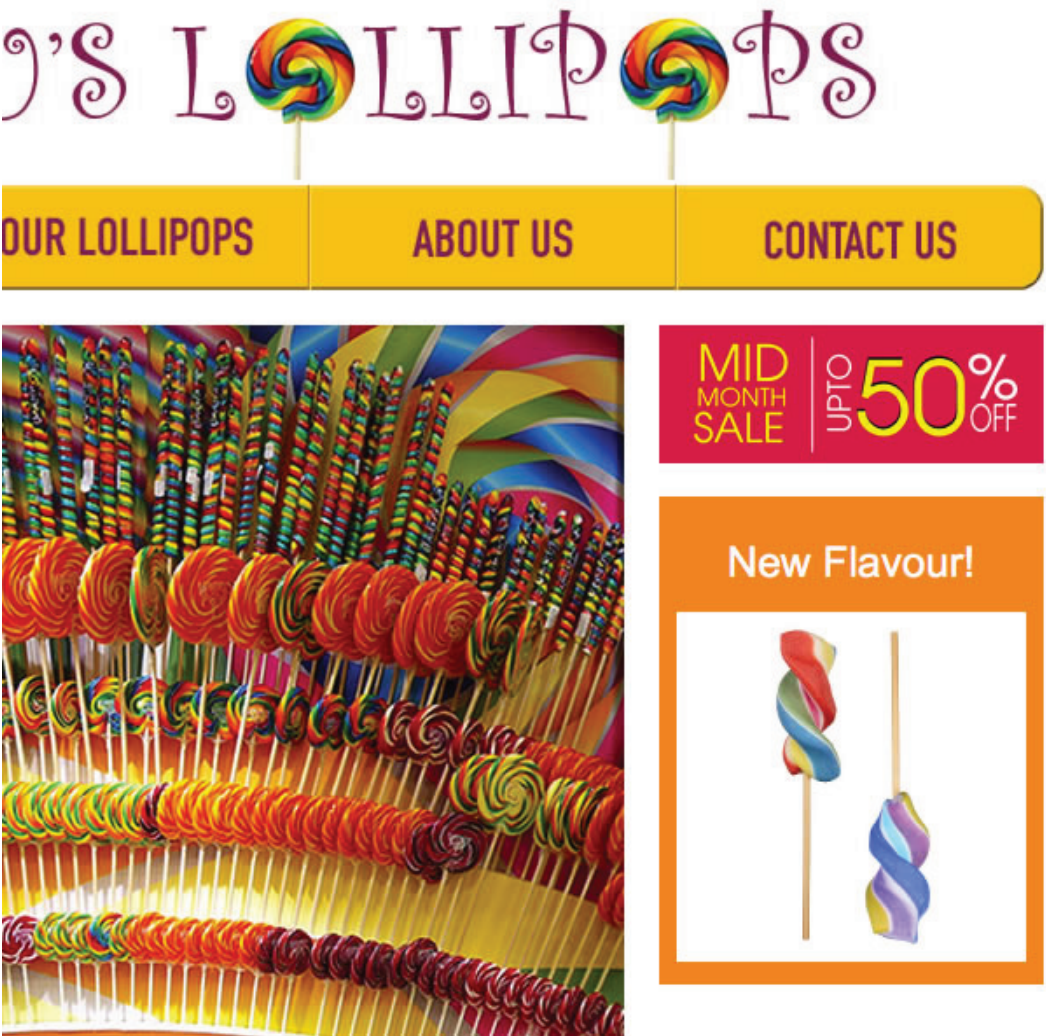 'S LOLLIPOPS
OUR LOLLIPOPS
ABOUT US
CONTACT US
MID
MONTH
SALE
UPTO
50%
OFF
New Flavour!